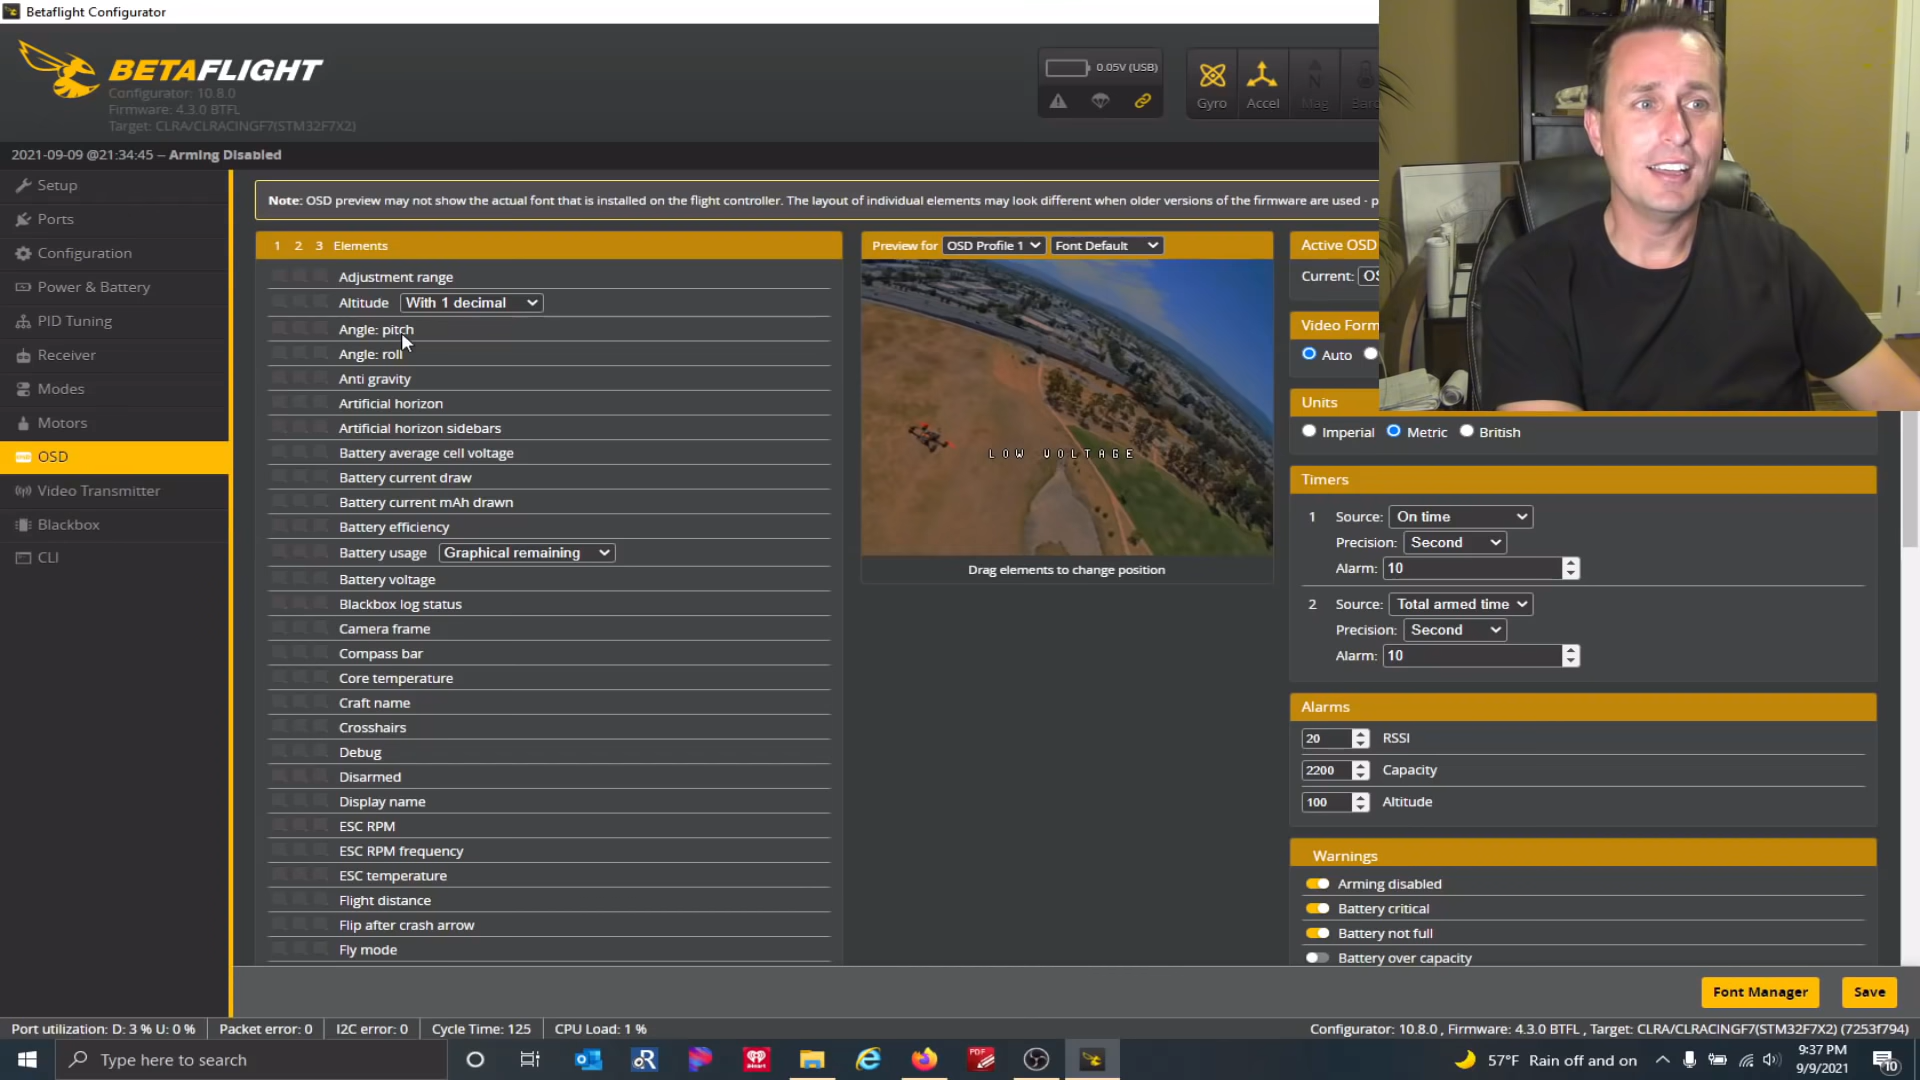 Betaflight Configurator
BETAFLIGHT
Configurator: 10.8.0
Firmware: 4.3.0 BTFL
Target: CLRA/CLRACINGF7(STM32F7X2)
0.05V (USB)
Gyro
Accel
Mag
Baro
2021-09-09 @21:34:45 -- Arming Disabled
Setup
Ports
Configuration
Power & Battery
PID Tuning
Receiver
Modes
Motors
OSD
Video Transmitter
Blackbox
CLI
Note: OSD preview may not show the actual font that is installed on the flight controller. The layout of individual elements may look different when older versions of the firmware are used - p
1 2 3 Elements
Adjustment range
Altitude With 1 decimal
Angle: pitch
Angle: roll
Anti gravity
Artificial horizon
Artificial horizon sidebars
Battery average cell voltage
Battery current draw
Battery current mAh drawn
Battery efficiency
Battery usage Graphical remaining
Battery voltage
Blackbox log status
Camera frame
Compass bar
Core temperature
Craft name
Crosshairs
Debug
Disarmed
Display name
ESC RPM
ESC RPM frequency
ESC temperature
Flight distance
Flip after crash arrow
Fly mode
Preview for OSD Profile 1 Font Default
LOW VOLTAGE
Drag elements to change position
Active OSD
Current: OS
Video Form
Auto
Units
Imperial Metric British
Timers
1 Source: On time
Precision: Second
Alarm: 10
2 Source: Total armed time
Precision: Second
Alarm: 10
Alarms
20 RSSI
2200 Capacity
100 Altitude
Warnings
Arming disabled
Battery critical
Battery not full
Battery over capacity
Font Manager
Save
Port utilization: D: 3 % U: 0 %
Packet error: 0
I2C error: 0
Cycle Time: 125
CPU Load: 1 %
Configurator: 10.8.0 , Firmware: 4.3.0 BTFL , Target: CLRA/CLRACINGF7(STM32F7X2) (7253f794)
Type here to search
57°F Rain off and on
9:37 PM
9/9/2021
10